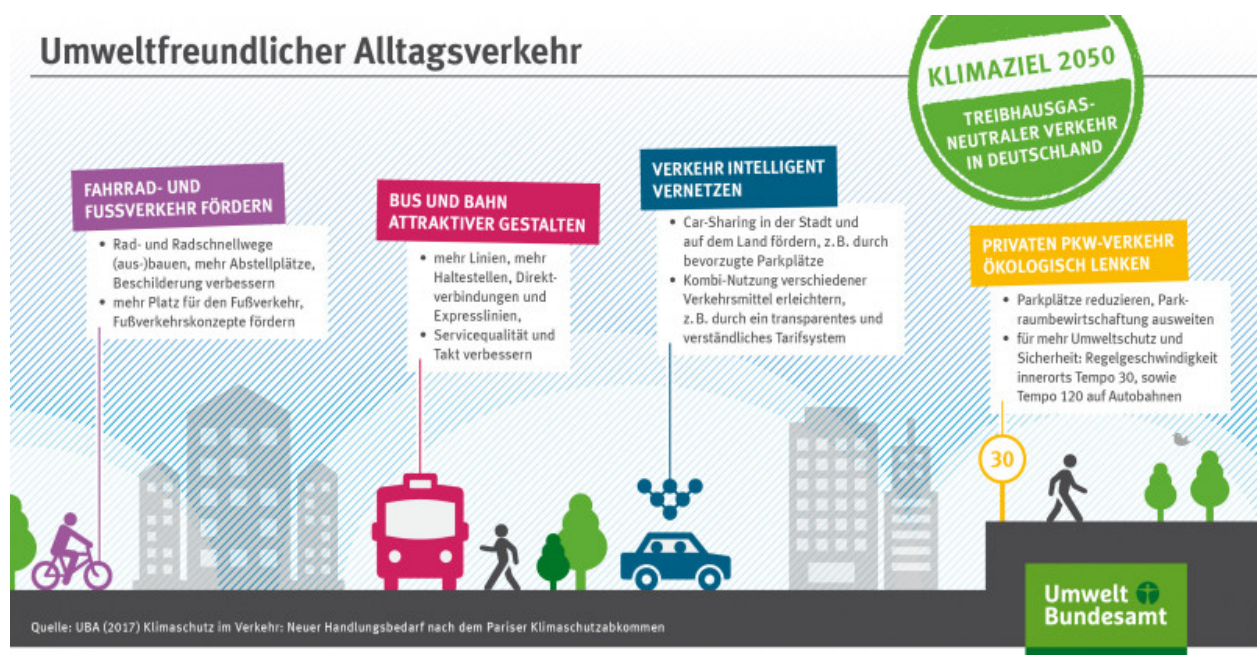 Umweltfreundlicher Alltagsverkehr
KLIMAZIEL 2050
TREIBHAUSGAS-
NEUTRALER VERKEHR
IN DEUTSCHLAND
FAHRRAD- UND
FUSSVERKEHR FÖRDERN
• Rad- und Radschnellwege
(aus-)bauen, mehr Abstellplätze,
Beschilderung verbessern
• mehr Platz für den Fußverkehr,
Fußverkehrskonzepte fördern
BUS UND BAHN
ATTRAKTIVER GESTALTEN
• mehr Linien, mehr
Haltestellen, Direkt-
verbindungen und
Expresslinien,
• Servicequalität und
Takt verbessern
VERKEHR INTELLIGENT
VERNETZEN
• Car-Sharing in der Stadt und
auf dem Land fördern, z.B. durch
bevorzugte Parkplätze
• Kombi-Nutzung verschiedener
Verkehrsmittel erleichtern,
z.B. durch ein transparentes und
verständliches Tarifsystem
PRIVATEN PKW-VERKEHR
ÖKOLOGISCH LENKEN
• Parkplätze reduzieren, Park-
raumbewirtschaftung ausweiten
• für mehr Umweltschutz und
Sicherheit: Regelgeschwindigkeit
innerorts Tempo 30, sowie
Tempo 120 auf Autobahnen
30
Quelle: UBA (2017) Klimaschutz im Verkehr: Neuer Handlungsbedarf nach dem Pariser Klimaschutzabkommen
Umwelt
Bundesamt